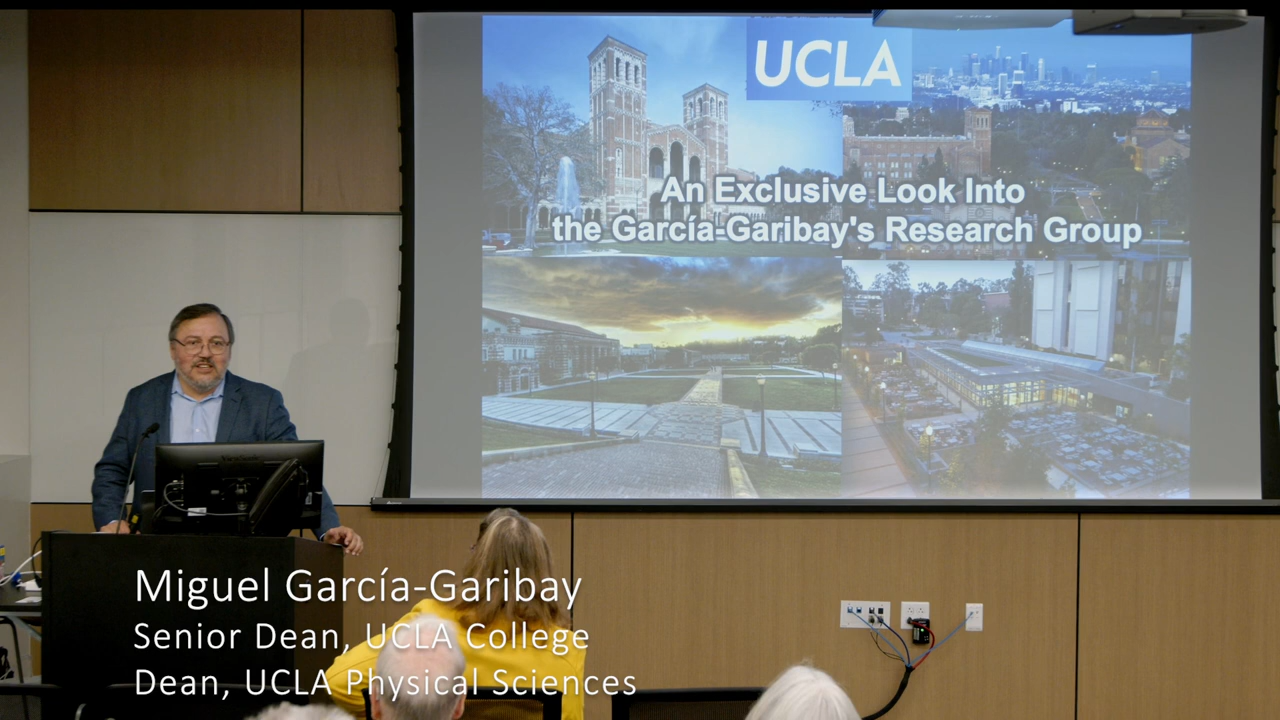 UCLA
An Exclusive Look Into
the García-Garibay's Research Group
Miguel García-Garibay
Senior Dean, UCLA College
Dean, UCLA Physical Sciences